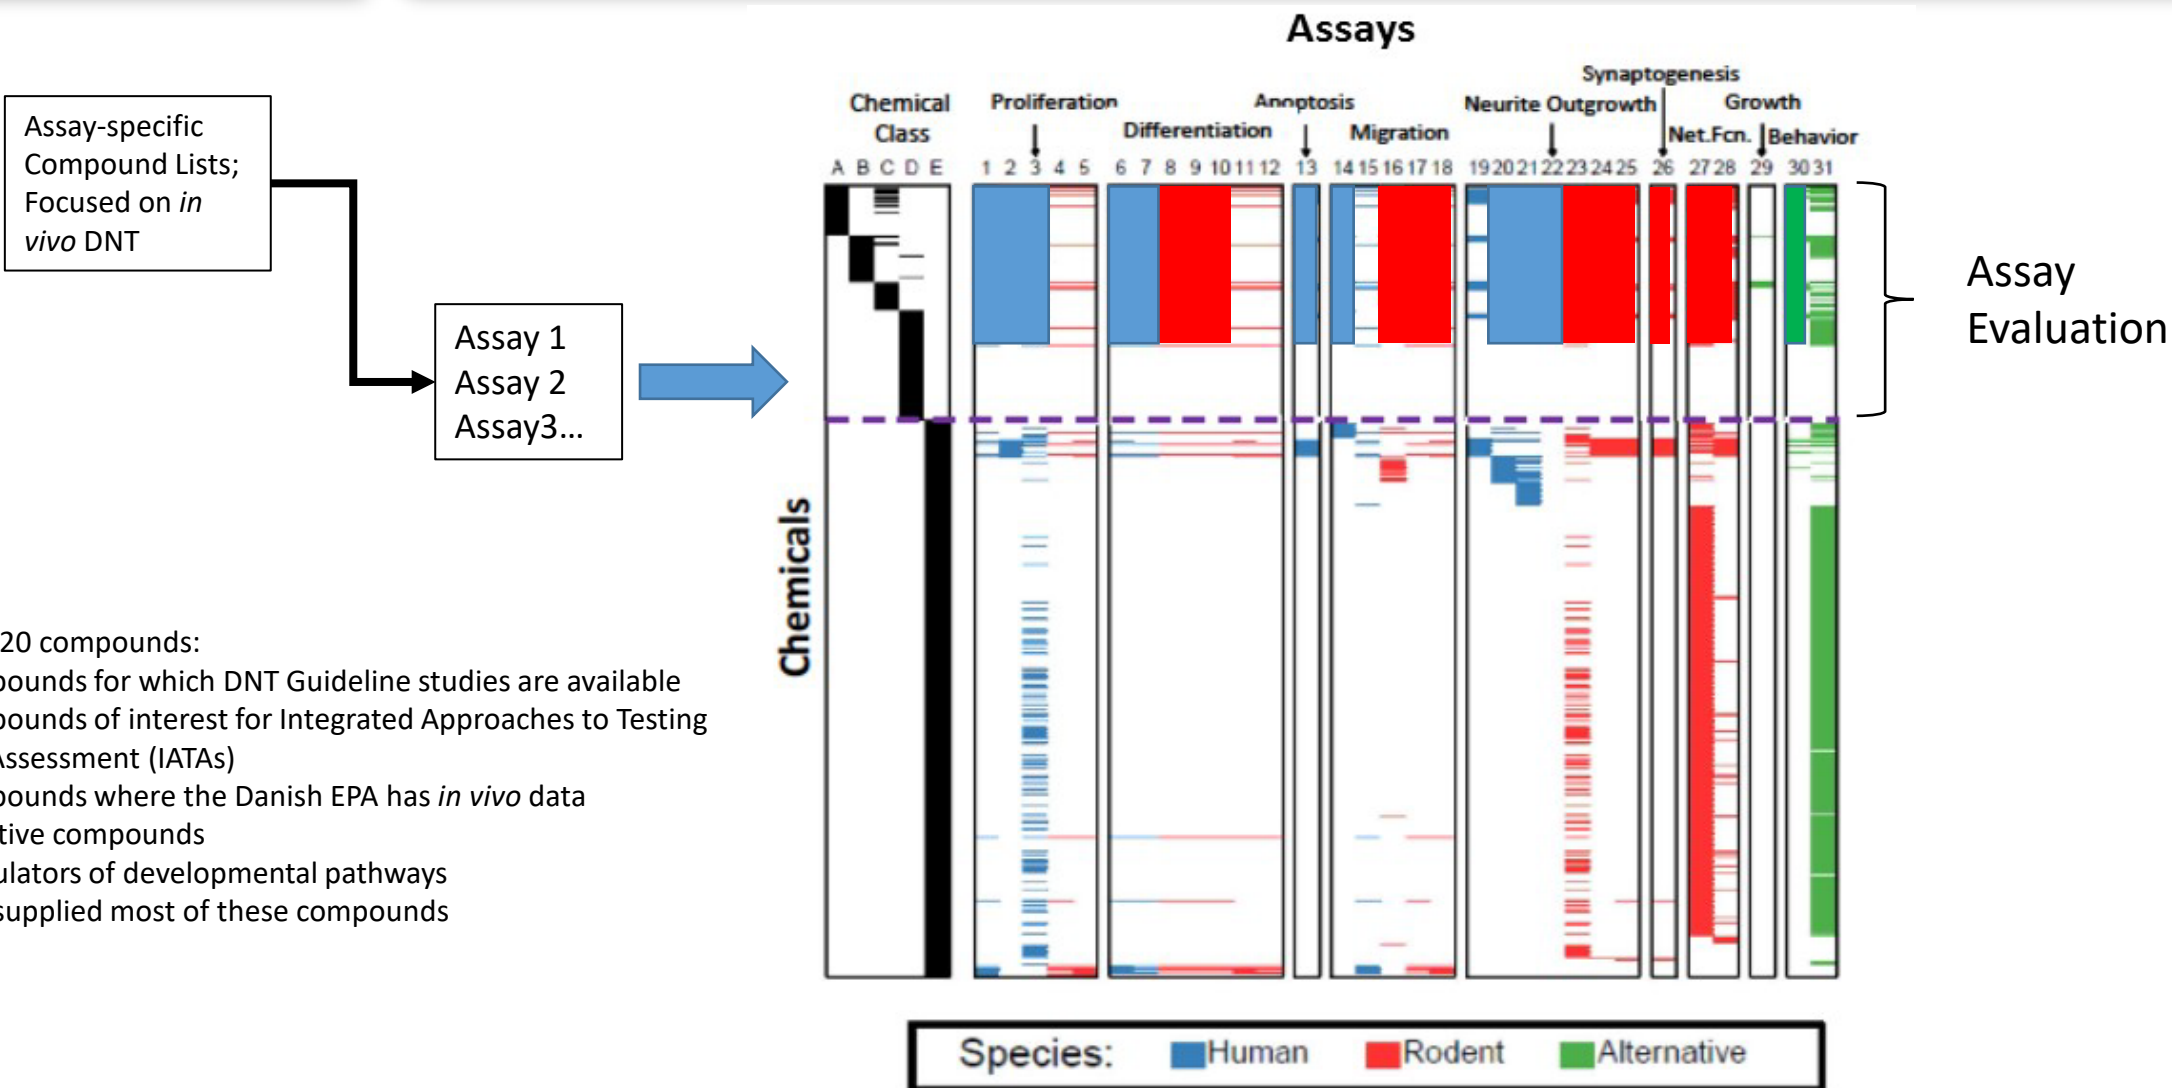 Assays
Assay-specific
Compound Lists;
Focused on in
vivo DNT
Assay 1
Assay 2
Assay3...
Chemical
Class
Proliferation
Differentiation
Apoptosis
Migration
Neurite Outgrowth
Synaptogenesis
Net.Fcn.
Growth
Behavior
A B C D E
1 2 3 4 5
6 7 8 9 10 11 12
13
14 15 16 17 18
19 20 21 22 23 24 25
26
27 28
29
30 31
Assay
Evaluation
Chemicals
20 compounds:
pounds for which DNT Guideline studies are available
pounds of interest for Integrated Approaches to Testing
Assessment (IATAs)
pounds where the Danish EPA has in vivo data
tive compounds
ulators of developmental pathways
supplied most of these compounds
Species: Human Rodent Alternative